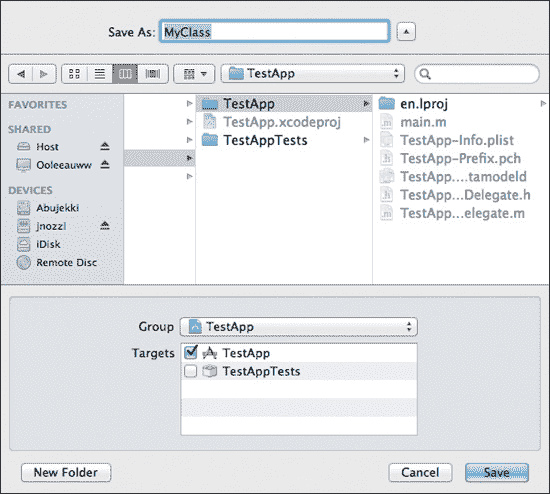 Save As: MyClass
TestApp
FAVORITES
SHARED
Host
Ooleeauww
DEVICES
Abujekki
jnozzi
iDisk
Remote Disc
TestApp
TestApp.xcodeproj
TestAppTests
en.lproj
main.m
TestApp-Info.plist
TestApp-Prefix.pch
TestApp....tamodeld
TestApp...Delegate.h
TestApp...elegate.m
Group TestApp
Targets TestApp
TestAppTests
New Folder Cancel Save